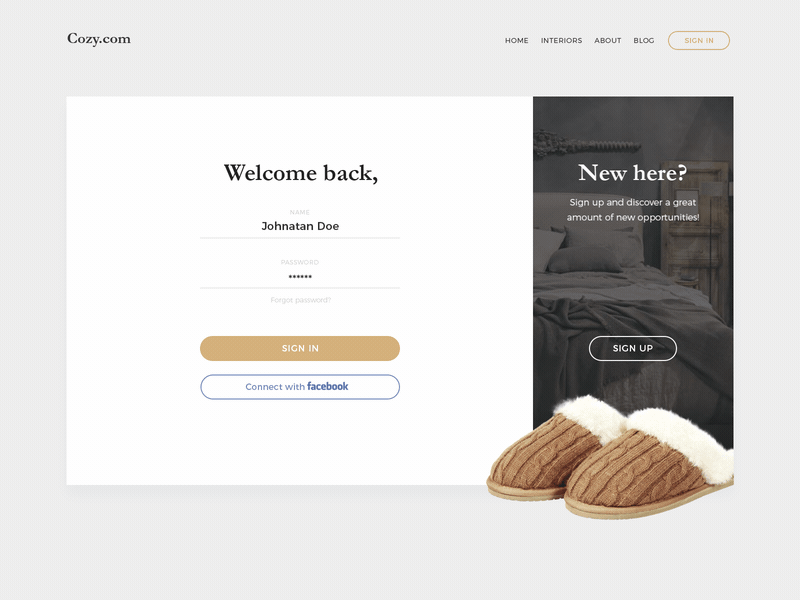 Cozy.com
HOME INTERIORS ABOUT BLOG SIGN IN
Welcome back,
NAME
Johnatan Doe
PASSWORD
******
Forgot password?
SIGN IN
Connect with facebook
New here?
Sign up and discover a great
amount of new opportunities!
SIGN UP